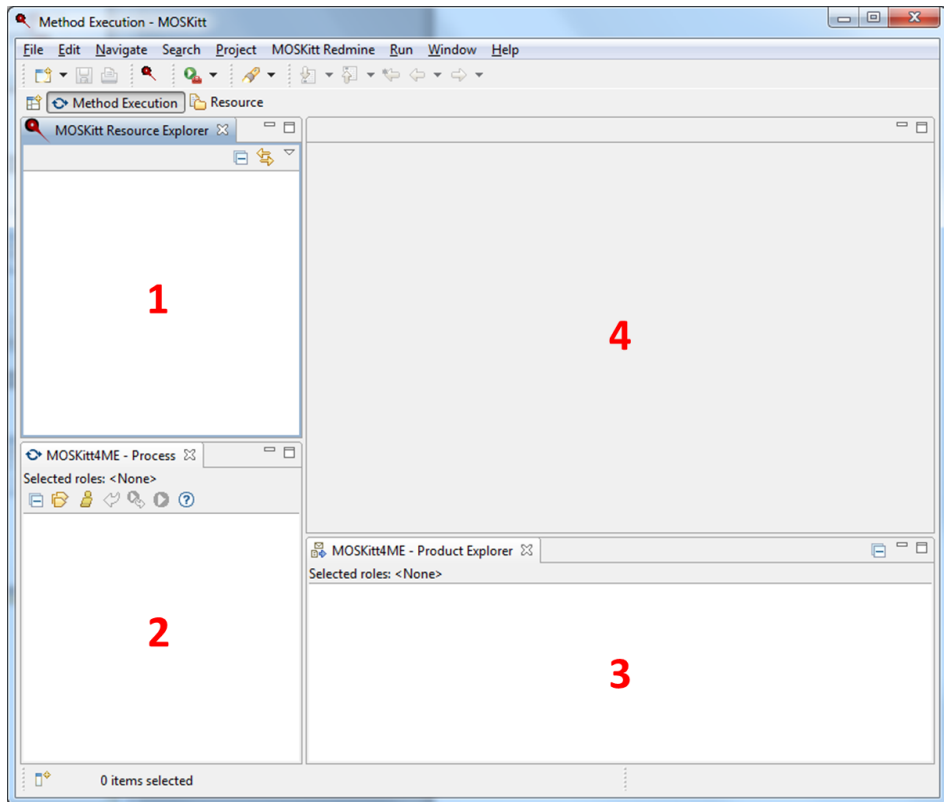 Method Execution - MOSKitt
File Edit Navigate Search Project MOSKitt Redmine Run Window Help
Method Execution Resource
MOSKitt Resource Explorer
1
4
MOSKitt4ME - Process
Selected roles: <None>
2
MOSKitt4ME - Product Explorer
Selected roles: <None>
3
0 items selected